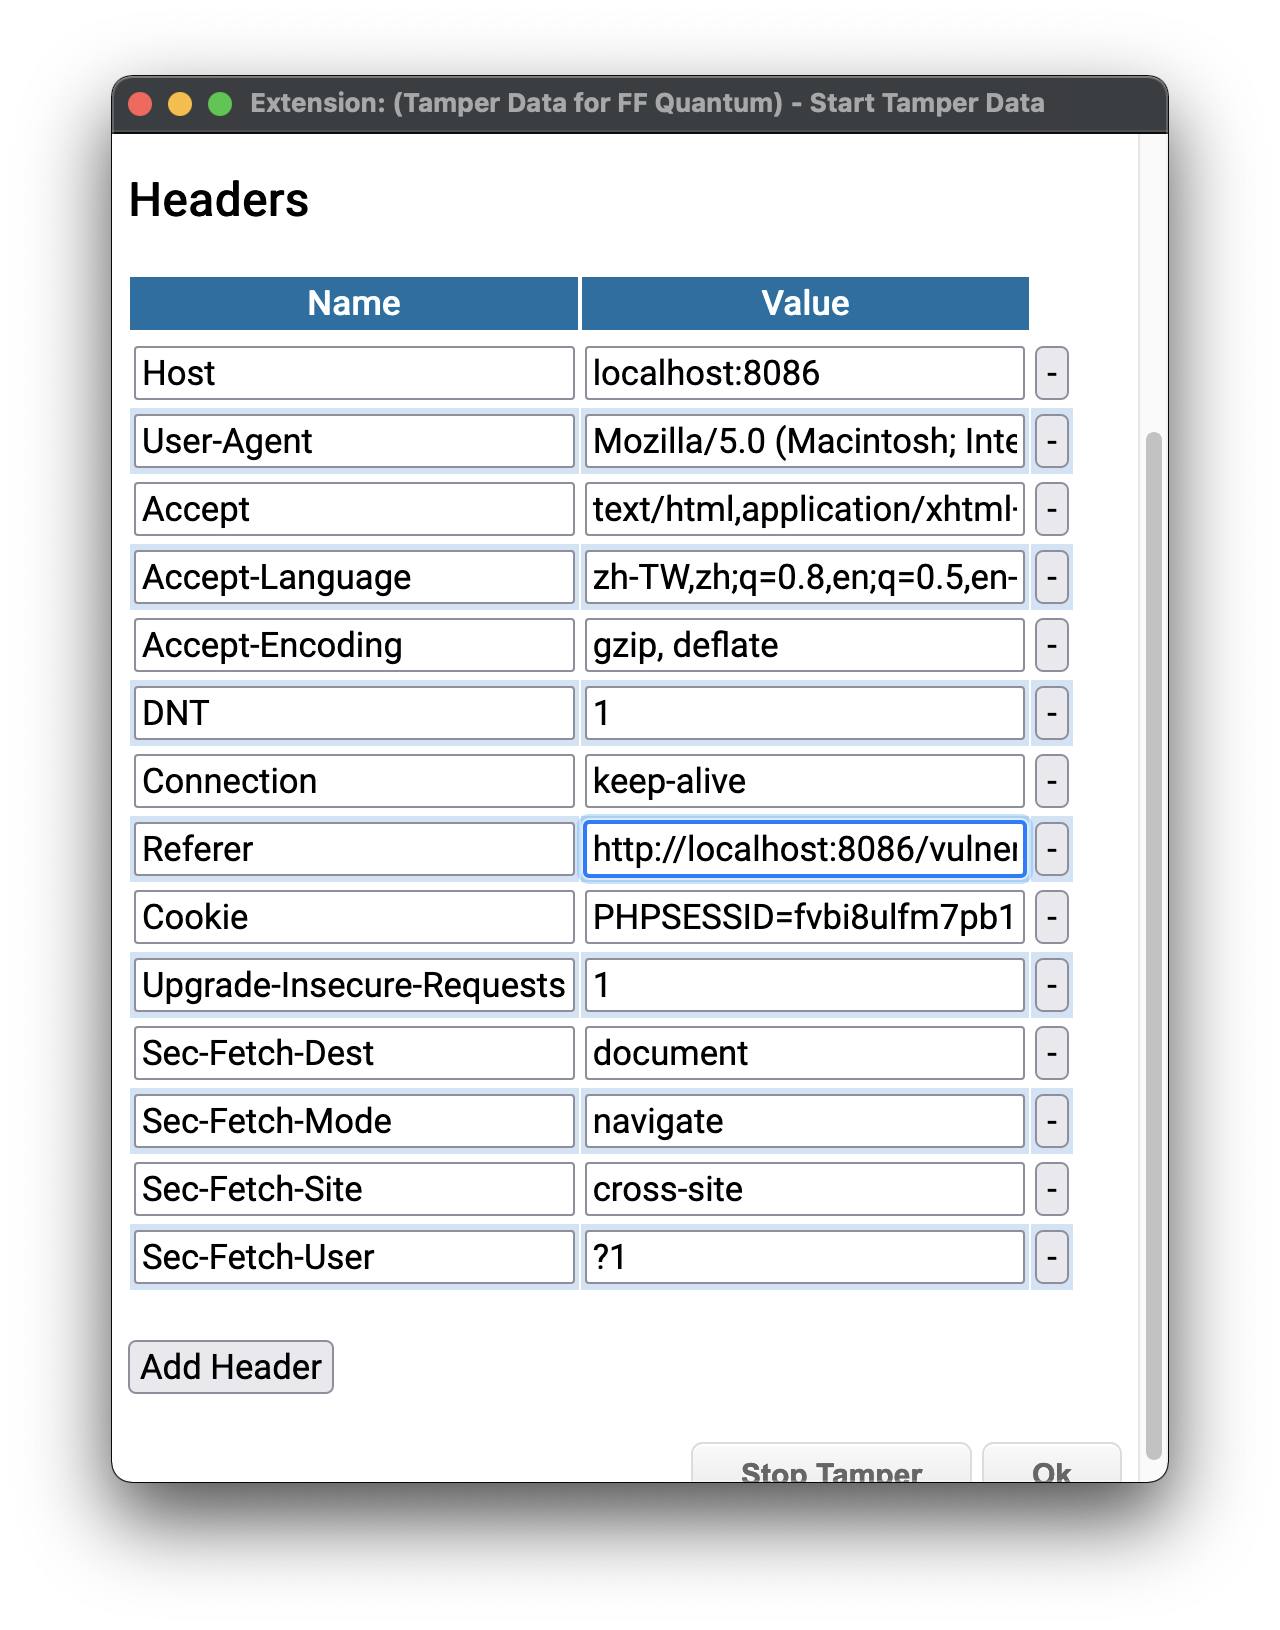 Extension: (Tamper Data for FF Quantum) - Start Tamper Data
Headers
Name Value
Host localhost:8086 -
User-Agent Mozilla/5.0 (Macintosh; Inte -
Accept text/html,application/xhtml- -
Accept-Language zh-TW,zh;q=0.8,en;q=0.5,en- -
Accept-Encoding gzip, deflate -
DNT 1 -
Connection keep-alive -
Referer http://localhost:8086/vulner -
Cookie PHPSESSID=fvbi8ulfm7pb1 -
Upgrade-Insecure-Requests 1 -
Sec-Fetch-Dest document -
Sec-Fetch-Mode navigate -
Sec-Fetch-Site cross-site -
Sec-Fetch-User ?1 -
Add Header
Stop Tamper Ok